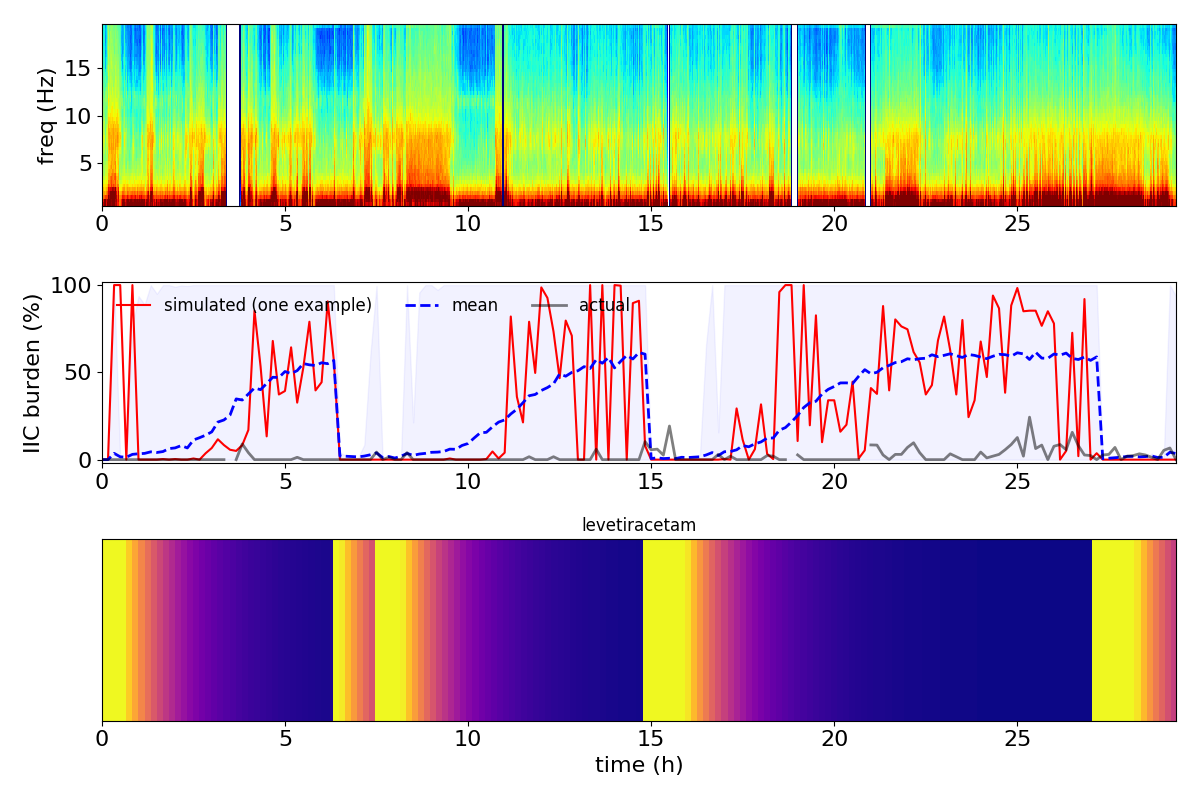 freq (Hz)
15
10
5
0 5 10 15 20 25
IIC burden (%)
100
50
0
simulated (one example) mean actual
0 5 10 15 20 25
levetiracetam
0 5 10 15 20 25
time (h)